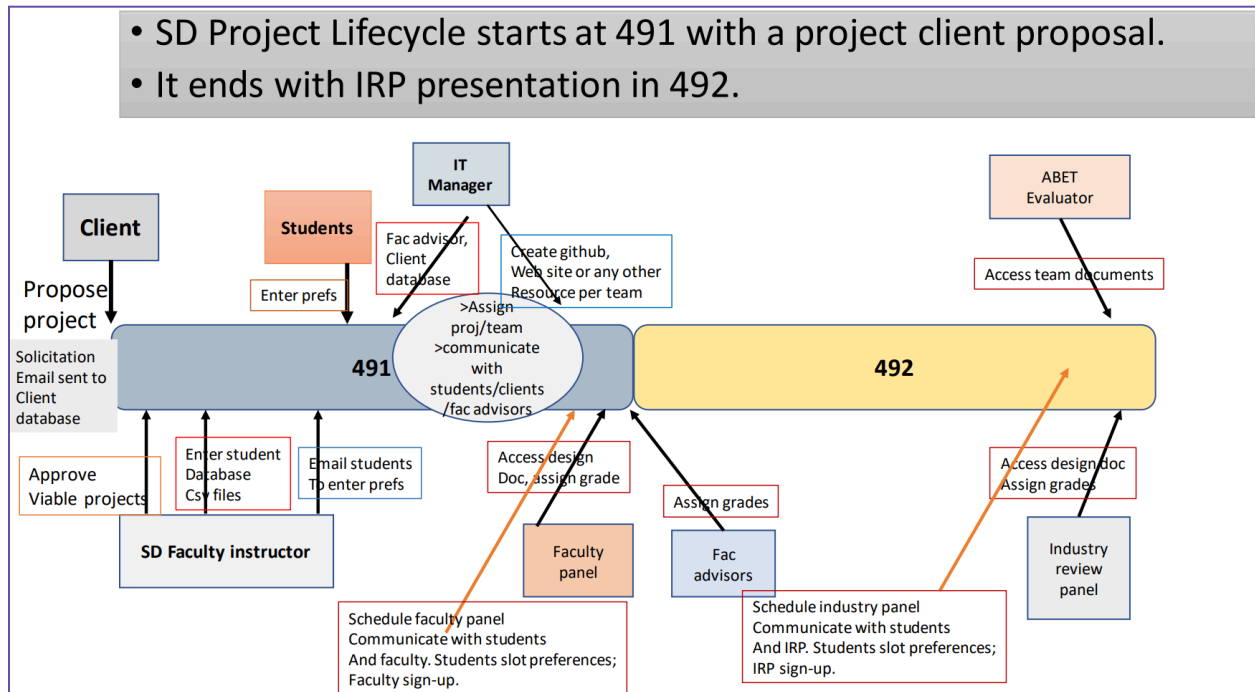 • SD Project Lifecycle starts at 491 with a project client proposal.
• It ends with IRP presentation in 492.
IT
Manager
ABET
Evaluator
Client
Students
Fac advisor,
Client
database
Create github,
Web site or any other
Resource per team
Access team documents
Propose
project
Enter prefs
>Assign
proj/team
>communicate
with
students/clients
/fac advisors
491
492
Solicitation
Email sent to
Client
database
Approve
Viable projects
Enter student
Database
Csv files
Email students
To enter prefs
Access design
Doc, assign grade
Assign grades
Access design doc
Assign grades
SD Faculty instructor
Faculty
panel
Fac
advisors
Industry
review
panel
Schedule faculty panel
Communicate with students
And faculty. Students slot preferences;
Faculty sign-up.
Schedule industry panel
Communicate with students
And IRP. Students slot preferences;
IRP sign-up.